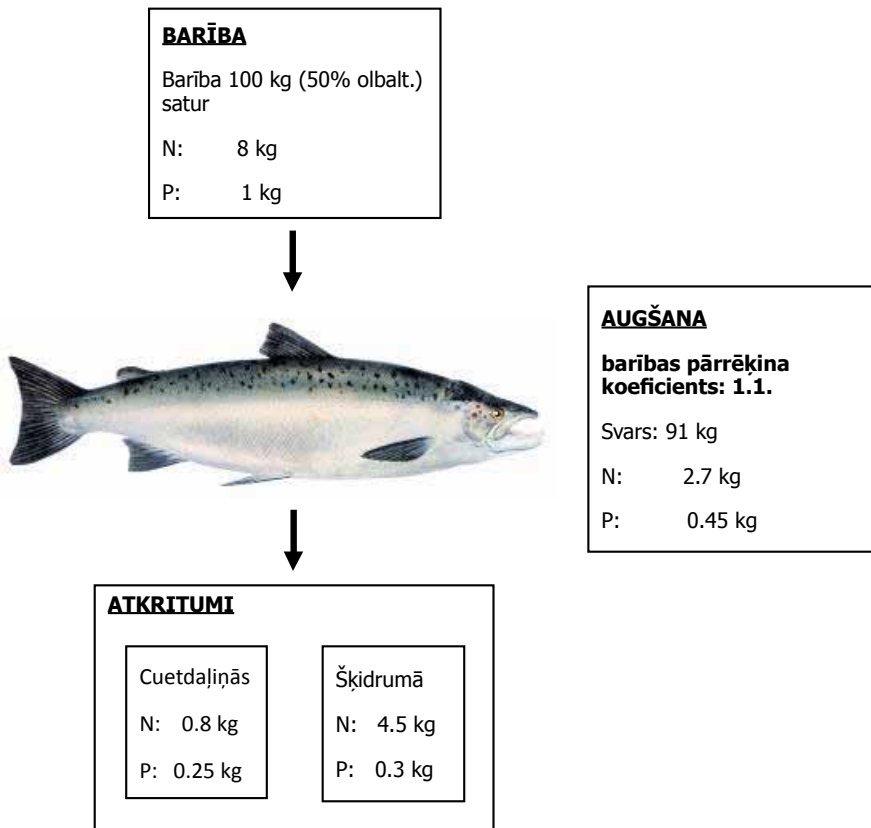 BARĪBA
Barība 100 kg (50% olbalt.)
satur
N: 8 kg
P: 1 kg
AUGŠANA
barības pārrēķina
koeficients: 1.1.
Svars: 91 kg
N: 2.7 kg
P: 0.45 kg
ATKRITUMI
Cuetdaļiņās
N: 0.8 kg
P: 0.25 kg
Šķidrumā
N: 4.5 kg
P: 0.3 kg